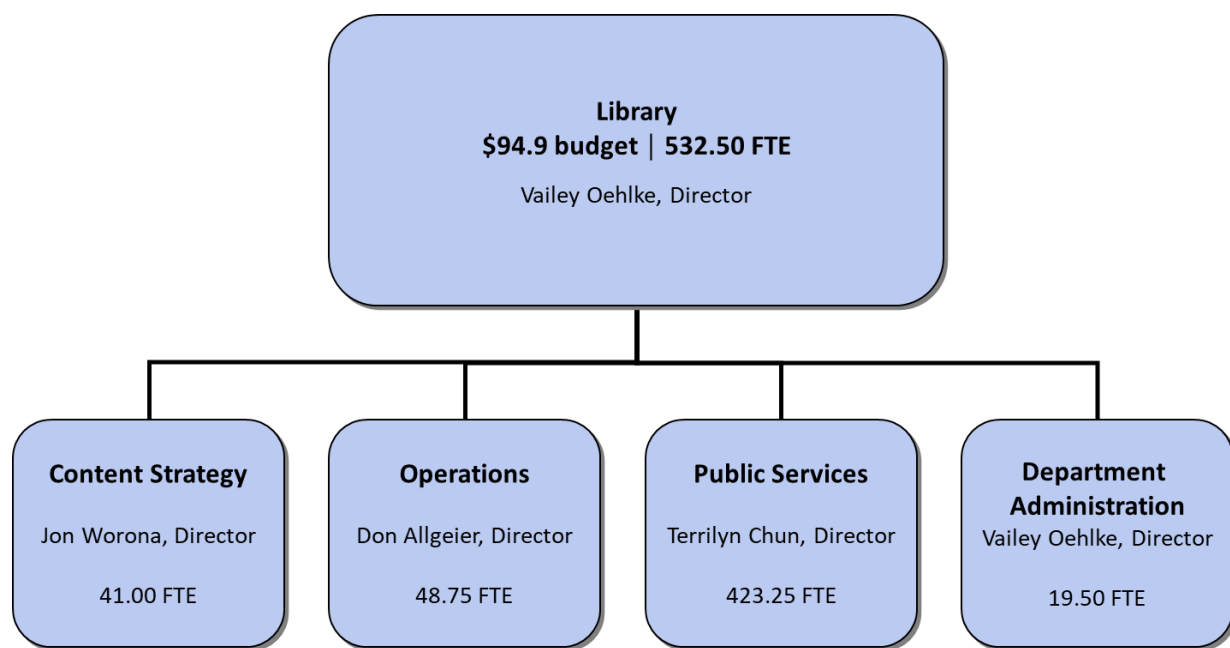 Library
$94.9 budget | 532.50 FTE
Vailey Oehlke, Director
Content Strategy
Jon Worona, Director
41.00 FTE
Operations
Don Allgeier, Director
48.75 FTE
Public Services
Terrilyn Chun, Director
423.25 FTE
Department
Administration
Vailey Oehlke, Director
19.50 FTE